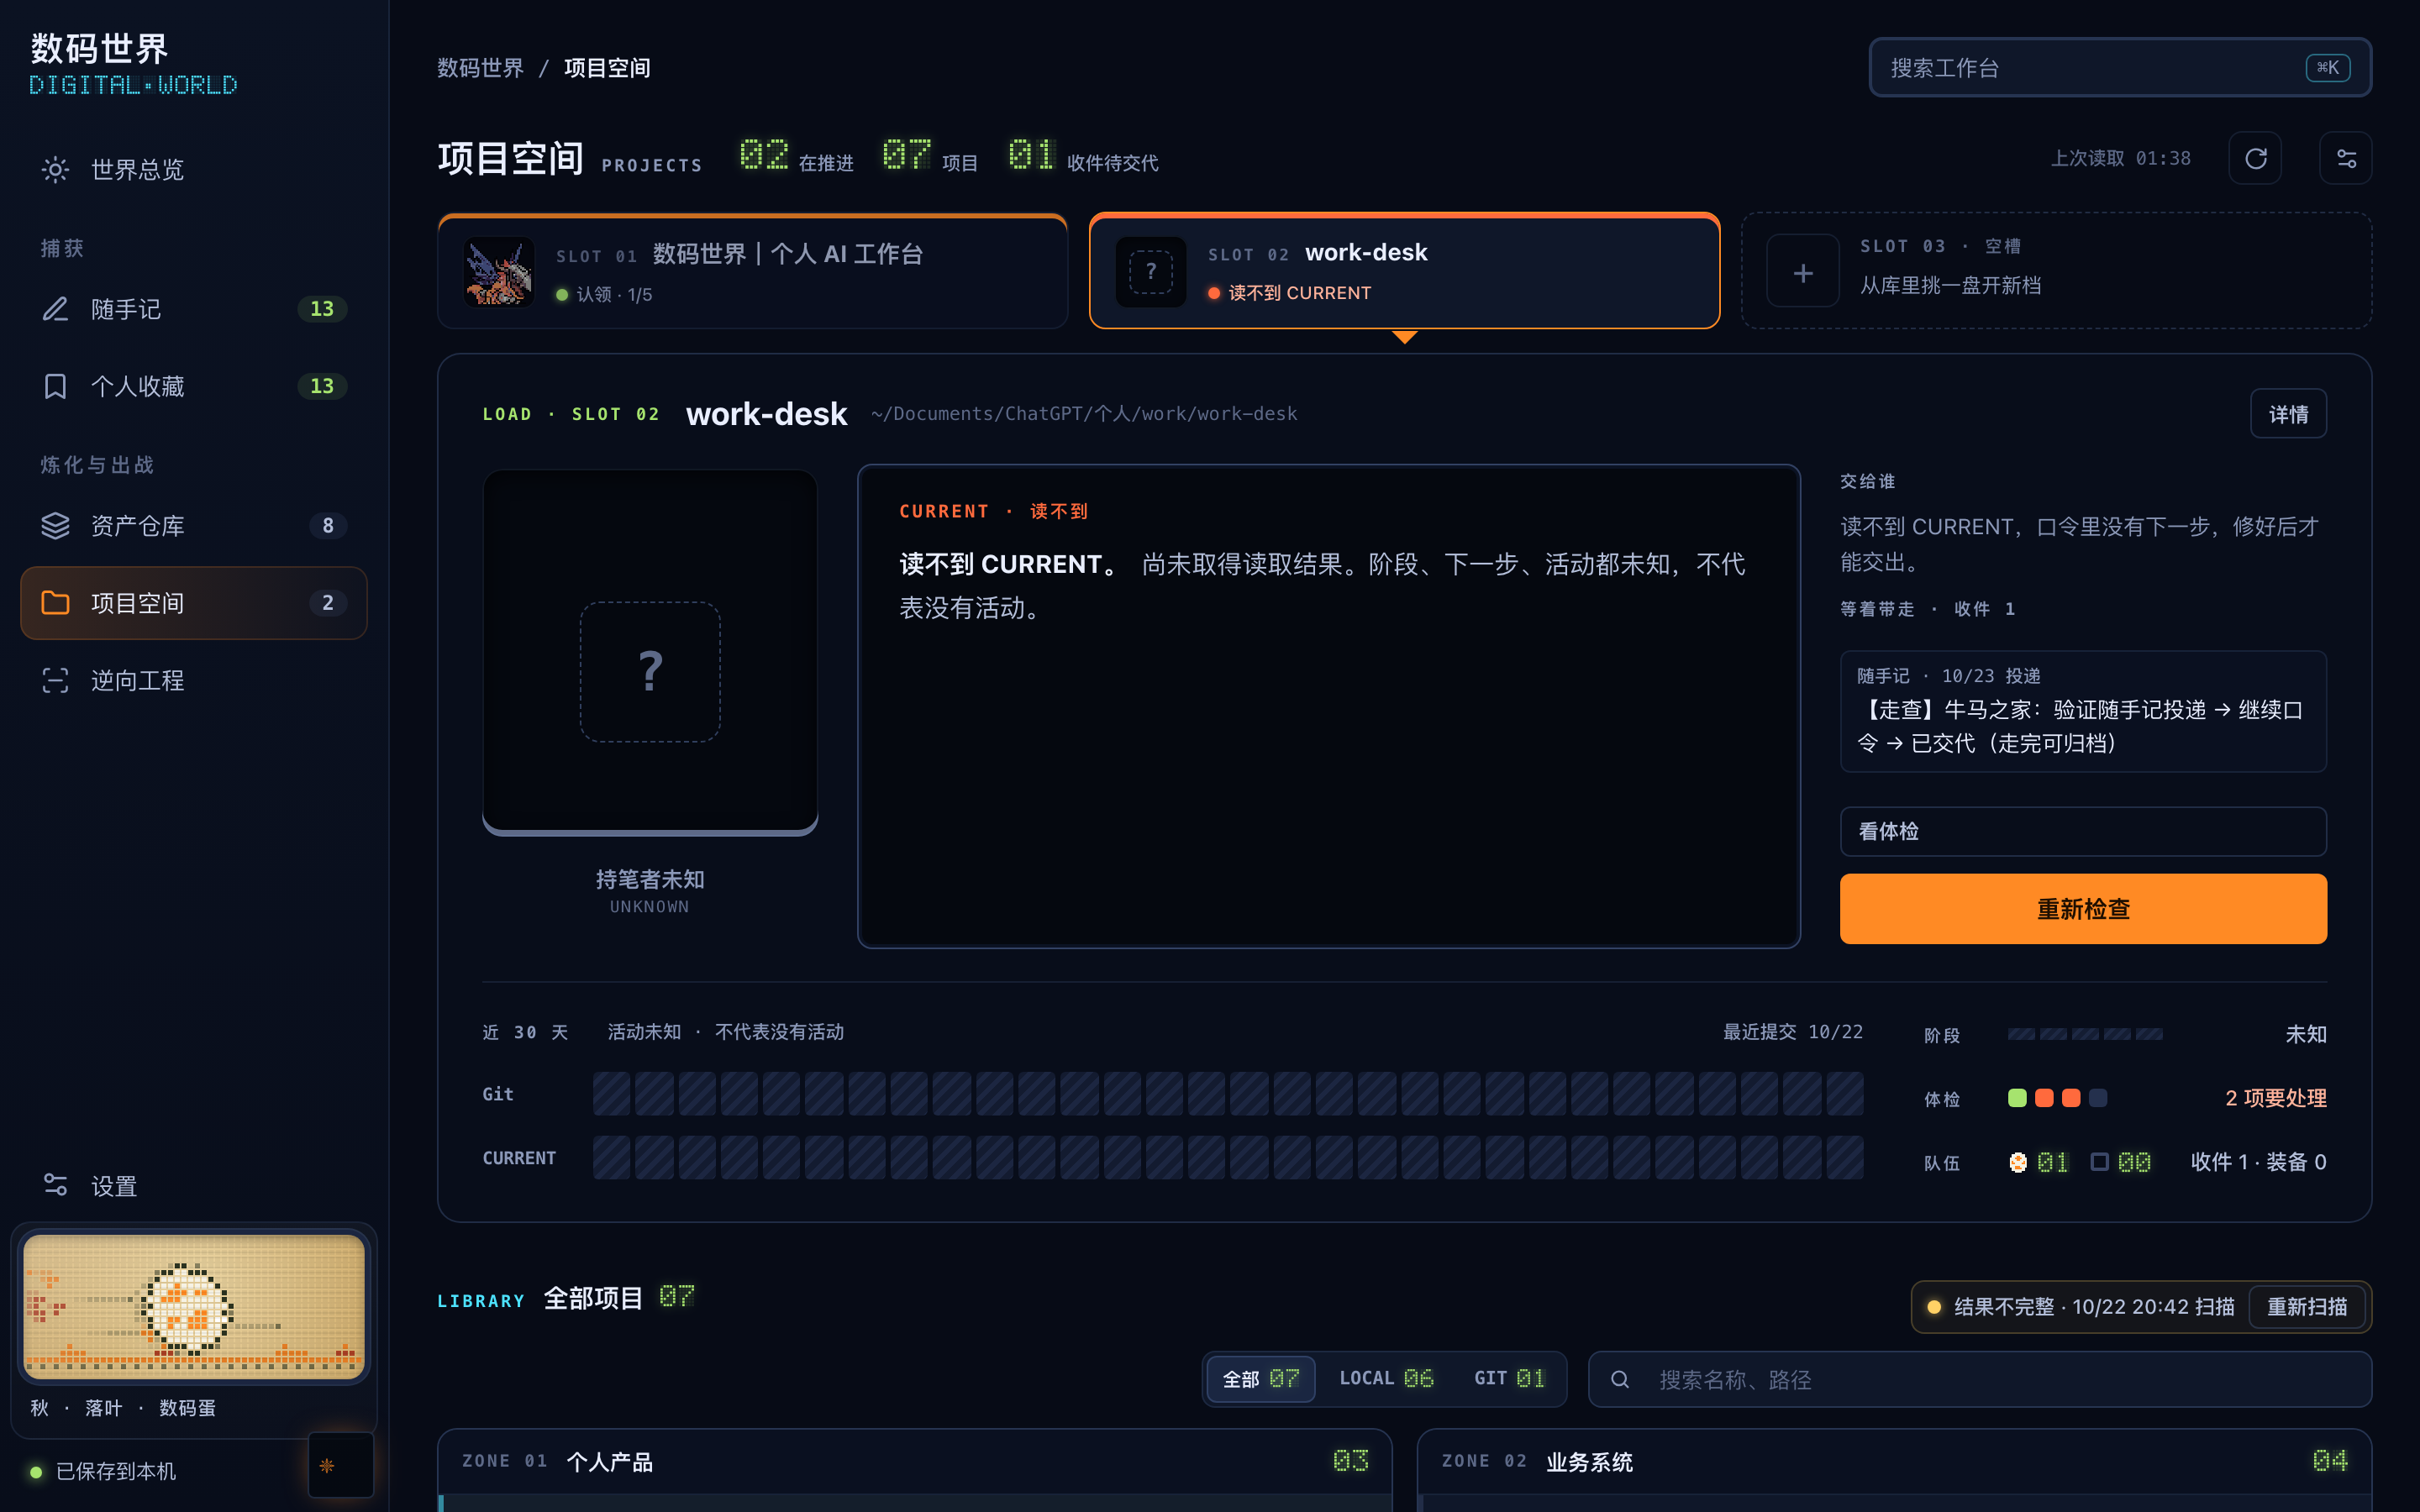 数码世界
DIGITAL·WORLD
世界总览
捕获
随手记 13
个人收藏 13
炼化与出战
资产仓库 8
项目空间 2
逆向工程
设置
秋 · 落叶 · 数码蛋
已保存到本机
数码世界 / 项目空间
搜索工作台 ⌘K
项目空间 PROJECTS 02 在推进 07 项目 01 收件待交代
上次读取 01:38
SLOT 01 数码世界｜个人 AI 工作台
认领 · 1/5
? SLOT 02 work-desk
读不到 CURRENT
+ SLOT 03 · 空槽
从库里挑一盘开新档
LOAD · SLOT 02 work-desk ~/Documents/ChatGPT/个人/work/work-desk
详情
?
持笔者未知
UNKNOWN
CURRENT · 读不到
读不到 CURRENT。 尚未取得读取结果。阶段、下一步、活动都未知，不代
表没有活动。
交给谁
读不到 CURRENT，口令里没有下一步，修好后才
能交出。
等着带走 · 收件 1
随手记 · 10/23 投递
【走查】牛马之家：验证随手记投递 → 继续口
令 → 已交代（走完可归档）
看体检
重新检查
近 30 天 活动未知 · 不代表没有活动 最近提交 10/22
Git
CURRENT
阶段 未知
体检 2 项要处理
队伍 01 00 收件 1 · 装备 0
LIBRARY 全部项目 07
结果不完整 · 10/22 20:42 扫描 重新扫描
全部 07 LOCAL 06 GIT 01
搜索名称、路径
ZONE 01 个人产品 03
ZONE 02 业务系统 04